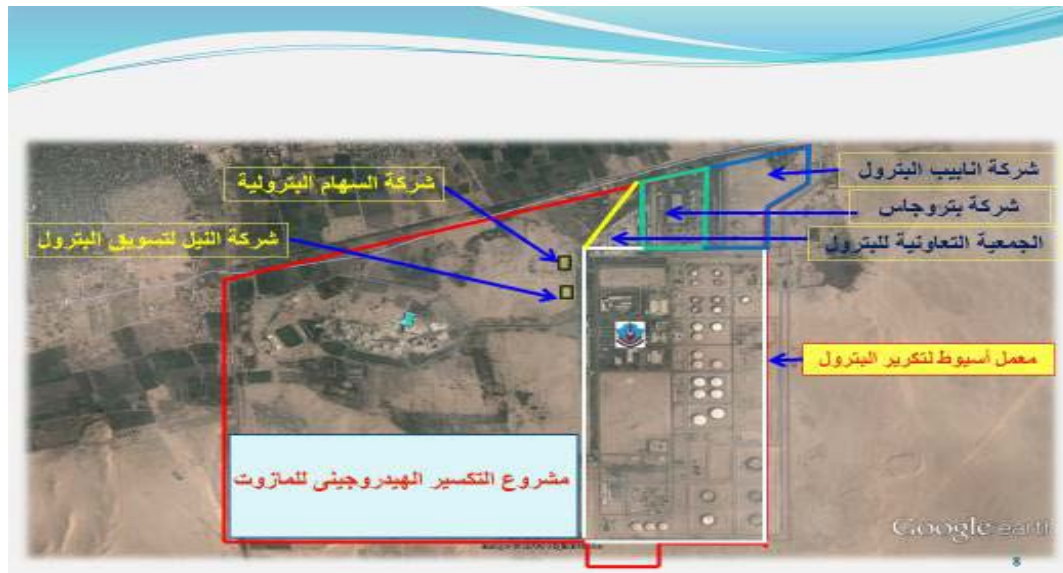 شركة انابيب البترول
شركة السهام البترولية
شركة بتروجاس
شركة النيل لتسويق البترول
الجمعية التعاونية للبترول
معمل أسيوط لتكرير البترول
مشروع التكسير الهيدروجينى للمازوت
Google earth
8